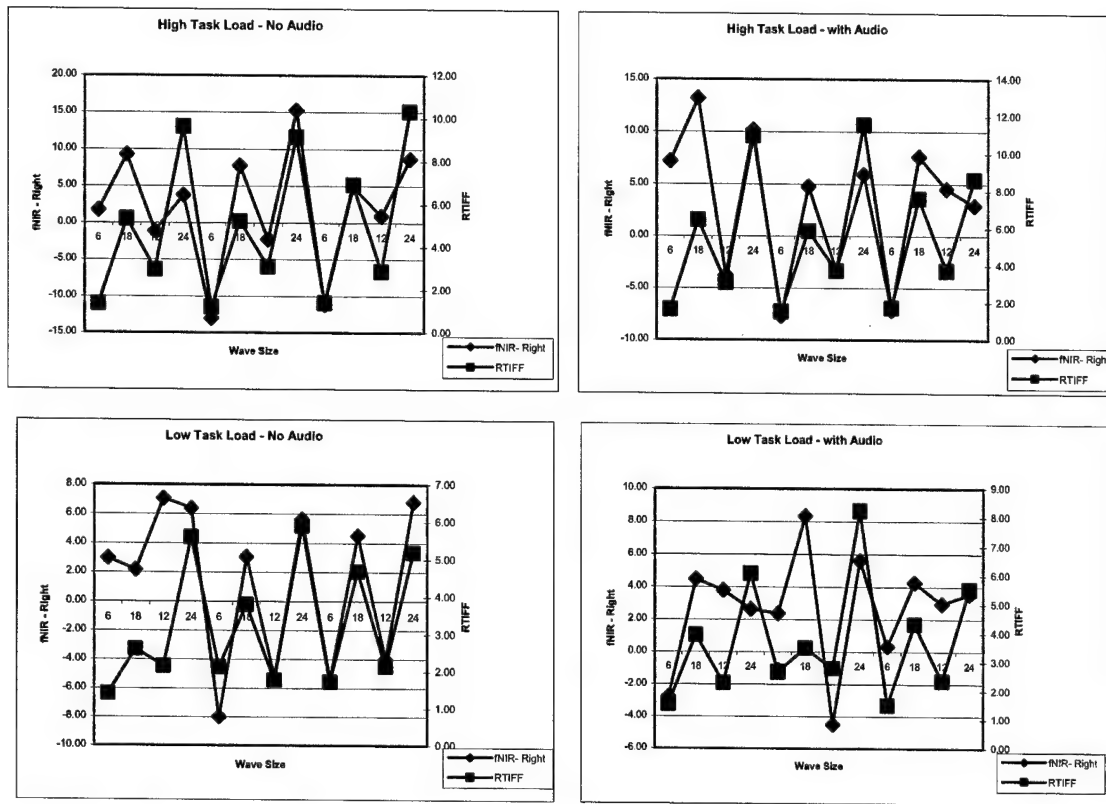 High Task Load - No Audio
20.00
15.00
10.00
5.00
0.00
-5.00
-10.00
-15.00
fNIR - Right
12.00
10.00
8.00
6.00
4.00
2.00
0.00
RTIFF
6 18 12 24 6 18 12 24 6 18 12 24
Wave Size
fNIR- Right
RTIFF
High Task Load - with Audio
15.00
10.00
5.00
0.00
-5.00
-10.00
fNIR - Right
14.00
12.00
10.00
8.00
6.00
4.00
2.00
0.00
RTIFF
6 18 12 24 6 18 12 24 6 18 12 24
Wave Size
fNIR- Right
RTIFF
Low Task Load - No Audio
8.00
6.00
4.00
2.00
0.00
-2.00
-4.00
-6.00
-8.00
-10.00
fNIR - Right
7.00
6.00
5.00
4.00
3.00
2.00
1.00
0.00
RTIFF
6 18 12 24 6 18 12 24 6 18 12 24
Wave Size
fNIR- Right
RTIFF
Low Task Load - with Audio
10.00
8.00
6.00
4.00
2.00
0.00
-2.00
-4.00
-6.00
fNIR - Right
9.00
8.00
7.00
6.00
5.00
4.00
3.00
2.00
1.00
0.00
RTIFF
6 18 12 24 18 12 24 6 18 12 24
Wave Size
fNIR- Right
RTIFF